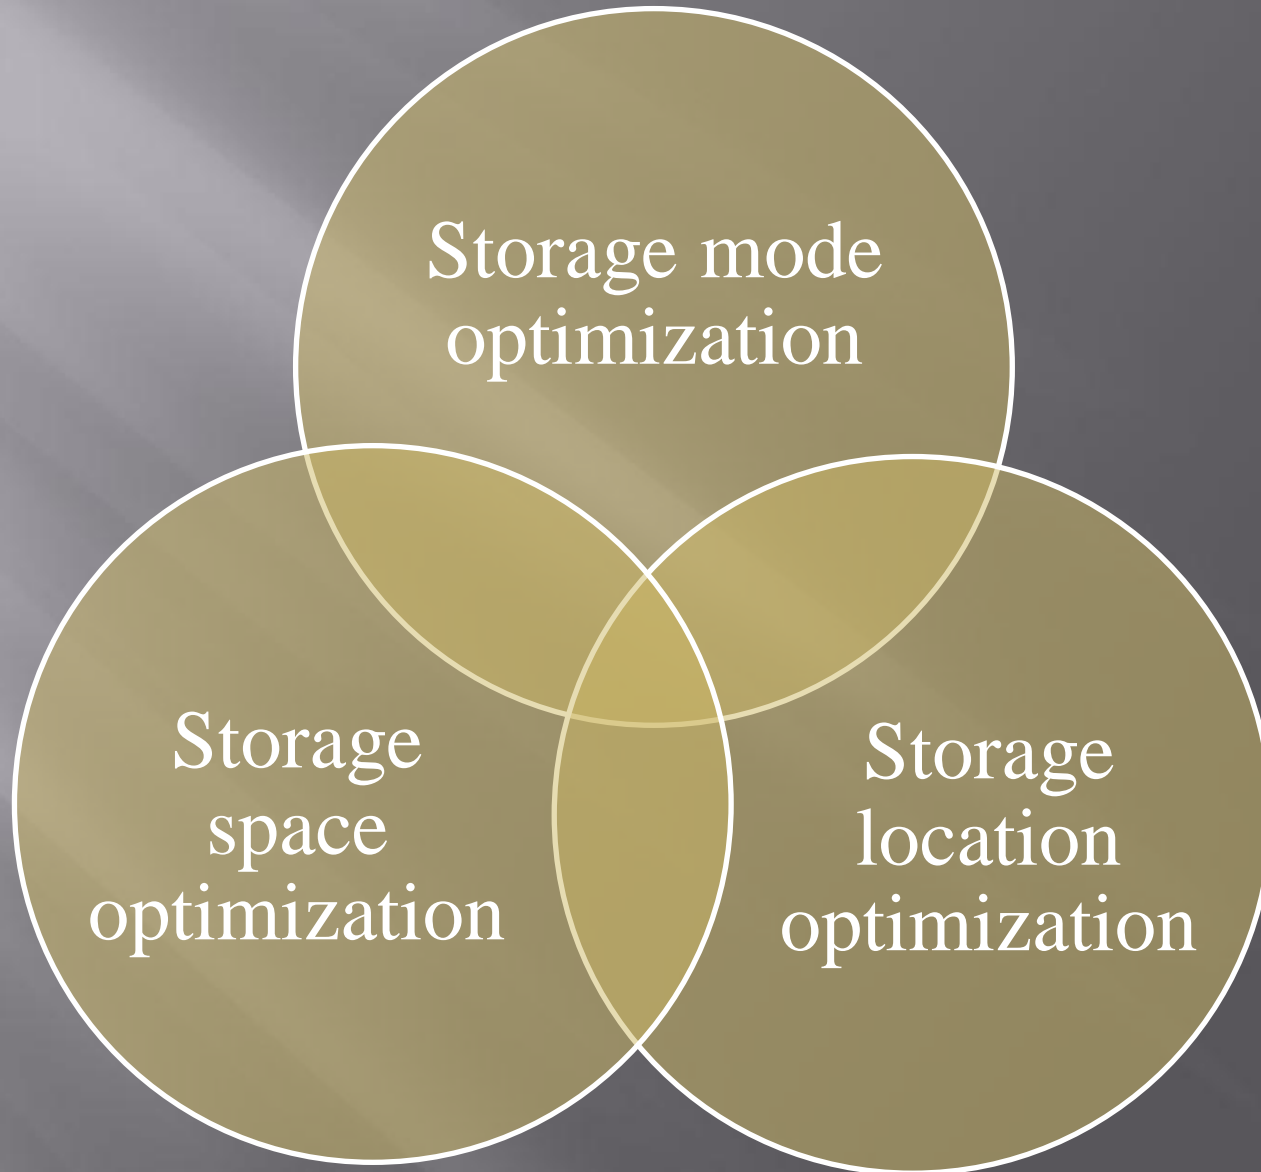 Storage mode
optimization
Storage
space
optimization
Storage
location
optimization